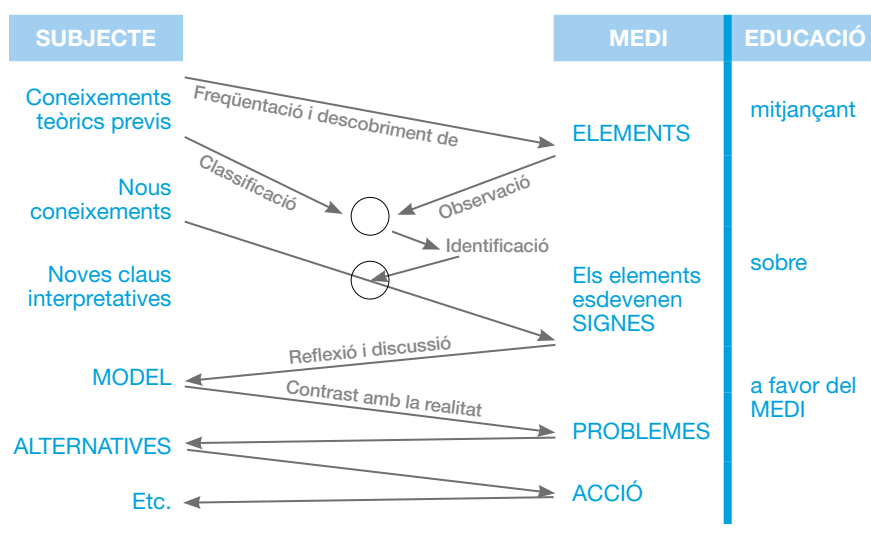 SUBJECTE
MEDI
EDUCACIÓ
Coneixements
teòrics previs
Freqüentació i descobriment de
ELEMENTS
mitjançant
Classificació
Observació
Nous
coneixements
Identificació
Noves claus
interpretatives
Els elements
esdevenen
SIGNES
sobre
Reflexió i discussió
MODEL
Contrast amb la realitat
a favor del
MEDI
PROBLEMES
ALTERNATIVES
ACCIÓ
Etc.